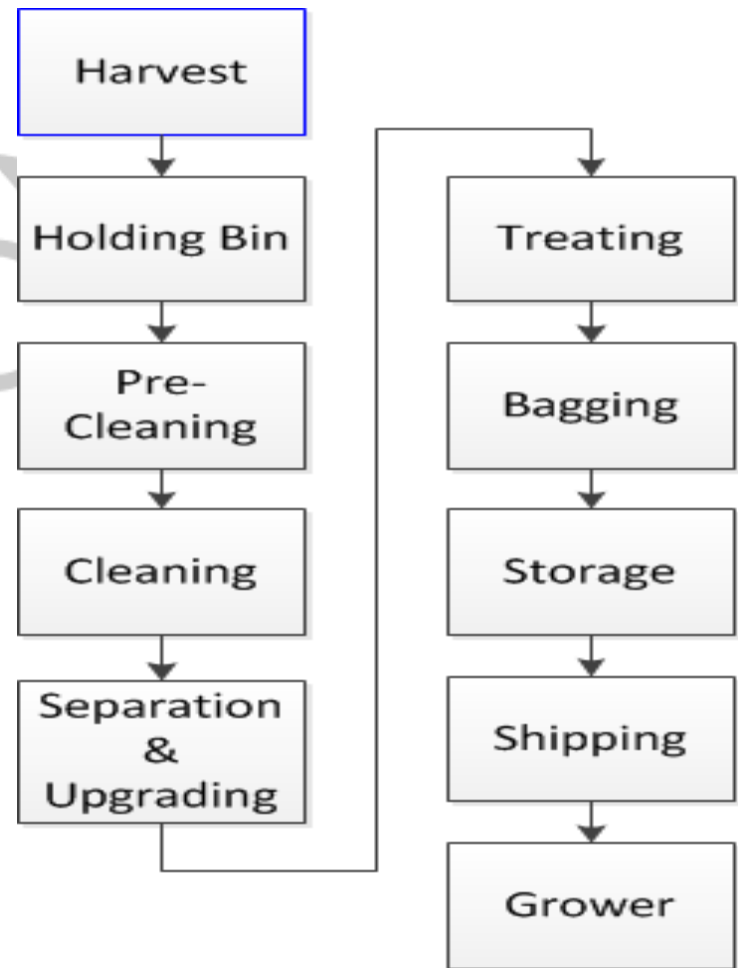 Harvest
Holding Bin
Pre-
Cleaning
Cleaning
Separation
&
Upgrading
Treating
Bagging
Storage
Shipping
Grower